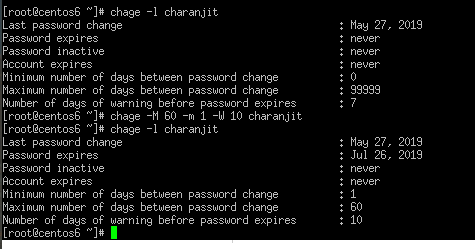 [root@centos6 ~]# chage -l charanjit
Last password change : May 27, 2019
Password expires : never
Password inactive : never
Account expires : never
Minimum number of days between password change : 0
Maximum number of days between password change : 99999
Number of days of warning before password expires : 7
[root@centos6 ~]# chage -M 60 -m 1 -W 10 charanjit
[root@centos6 ~]# chage -l charanjit
Last password change : May 27, 2019
Password expires : Jul 26, 2019
Password inactive : never
Account expires : never
Minimum number of days between password change : 1
Maximum number of days between password change : 60
Number of days of warning before password expires : 10
[root@centos6 ~]#